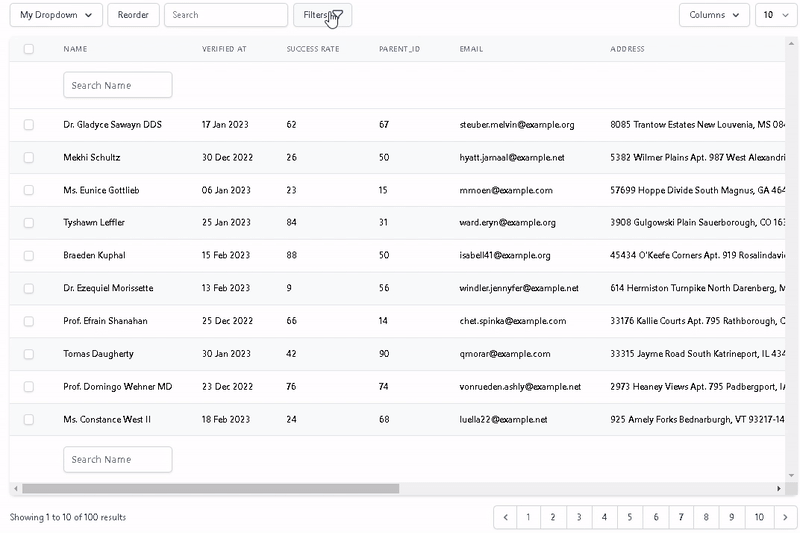 My Dropdown Reorder Search Filters Columns 10
NAME VERIFIED AT SUCCESS RATE PARENT_ID EMAIL ADDRESS
Search Name
Dr. Gladyce Sawayn DDS 17 Jan 2023 62 67 steuber.melvin@example.org 8085 Trantow Estates New Louvenia, MS 08
Mekhi Schultz 30 Dec 2022 26 50 hyatt.jamaal@example.net 5382 Wilmer Plains Apt. 987 West Alexandri
Ms. Eunice Gottlieb 06 Jan 2023 23 15 mmoen@example.com 57699 Hoppe Divide South Magnus, GA 464
Tyshawn Leffler 25 Jan 2023 84 31 ward.eryn@example.org 3908 Gulgowski Plain Sauerborough, CO 163
Braeden Kuphal 15 Feb 2023 88 50 isabell41@example.org 45434 O'Keefe Corners Apt. 919 Rosalindavi
Dr. Ezequiel Morissette 13 Feb 2023 9 56 windler.jennyfer@example.net 614 Hermiston Turnpike North Darenberg, M
Prof. Efrain Shanahan 25 Dec 2022 66 14 chet.spinka@example.com 33176 Kallie Courts Apt. 795 Rathborough, C
Tomas Daugherty 30 Jan 2023 42 90 qmorar@example.com 33315 Jayme Road South Katrineport, IL 434
Prof. Domingo Wehner MD 23 Dec 2022 76 74 vonrueden.ashly@example.net 2973 Heaney Views Apt. 795 Padbergport, IA
Ms. Constance West II 18 Feb 2023 24 68 luella22@example.net 925 Amely Forks Bednarburgh, VT 93217-14
Search Name
Showing 1 to 10 of 100 results 1 2 3 4 5 6 7 8 9 10